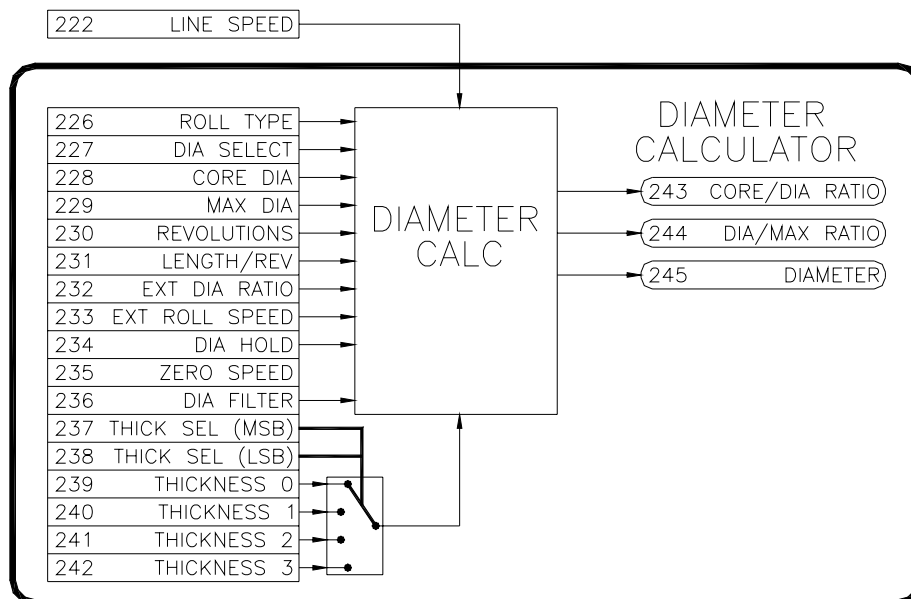 222 LINE SPEED
226 ROLL TYPE
227 DIA SELECT
228 CORE DIA
229 MAX DIA
230 REVOLUTIONS
231 LENGTH/REV
232 EXT DIA RATIO
233 EXT ROLL SPEED
234 DIA HOLD
235 ZERO SPEED
236 DIA FILTER
237 THICK SEL (MSB)
238 THICK SEL (LSB)
239 THICKNESS 0
240 THICKNESS 1
241 THICKNESS 2
242 THICKNESS 3
DIAMETER
CALC
DIAMETER
CALCULATOR
243 CORE/DIA RATIO
244 DIA/MAX RATIO
245 DIAMETER